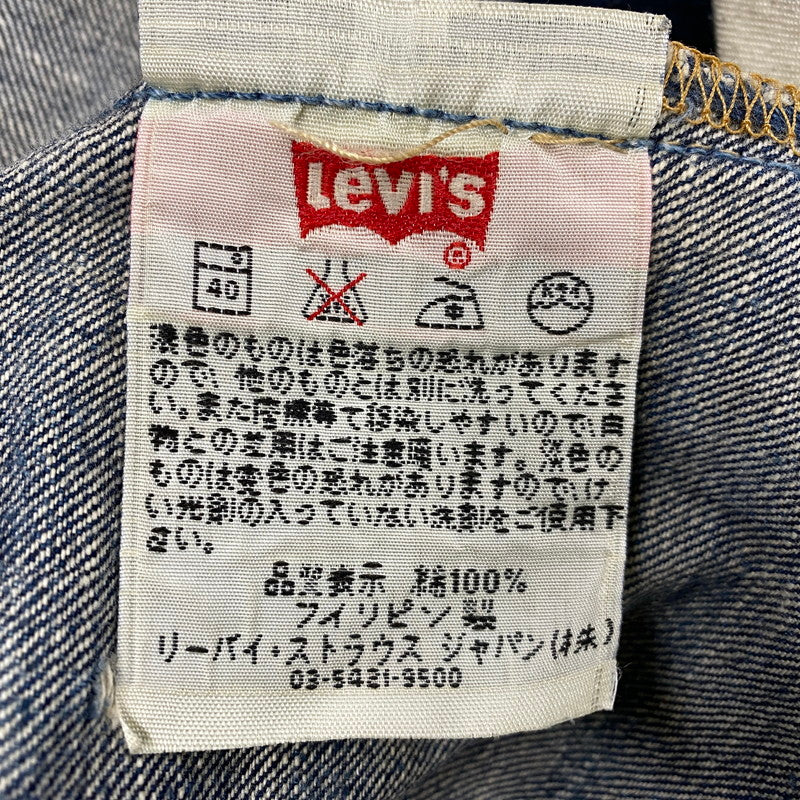 Levi's
®
40
濃色のものは色落ちの恐れがあります
ので、他のものとは別に洗ってくださ
い。また摩擦等で移染しやすいので、白
物との着用はご注意願います。淡色の
ものは変色の恐れがありますので、け
い光剤の入っていない洗剤をご使用下
さい。
品質表示 綿100%
フィリピン製
リーバイ・ストラウス ジャパン(株)
03-5421-9500